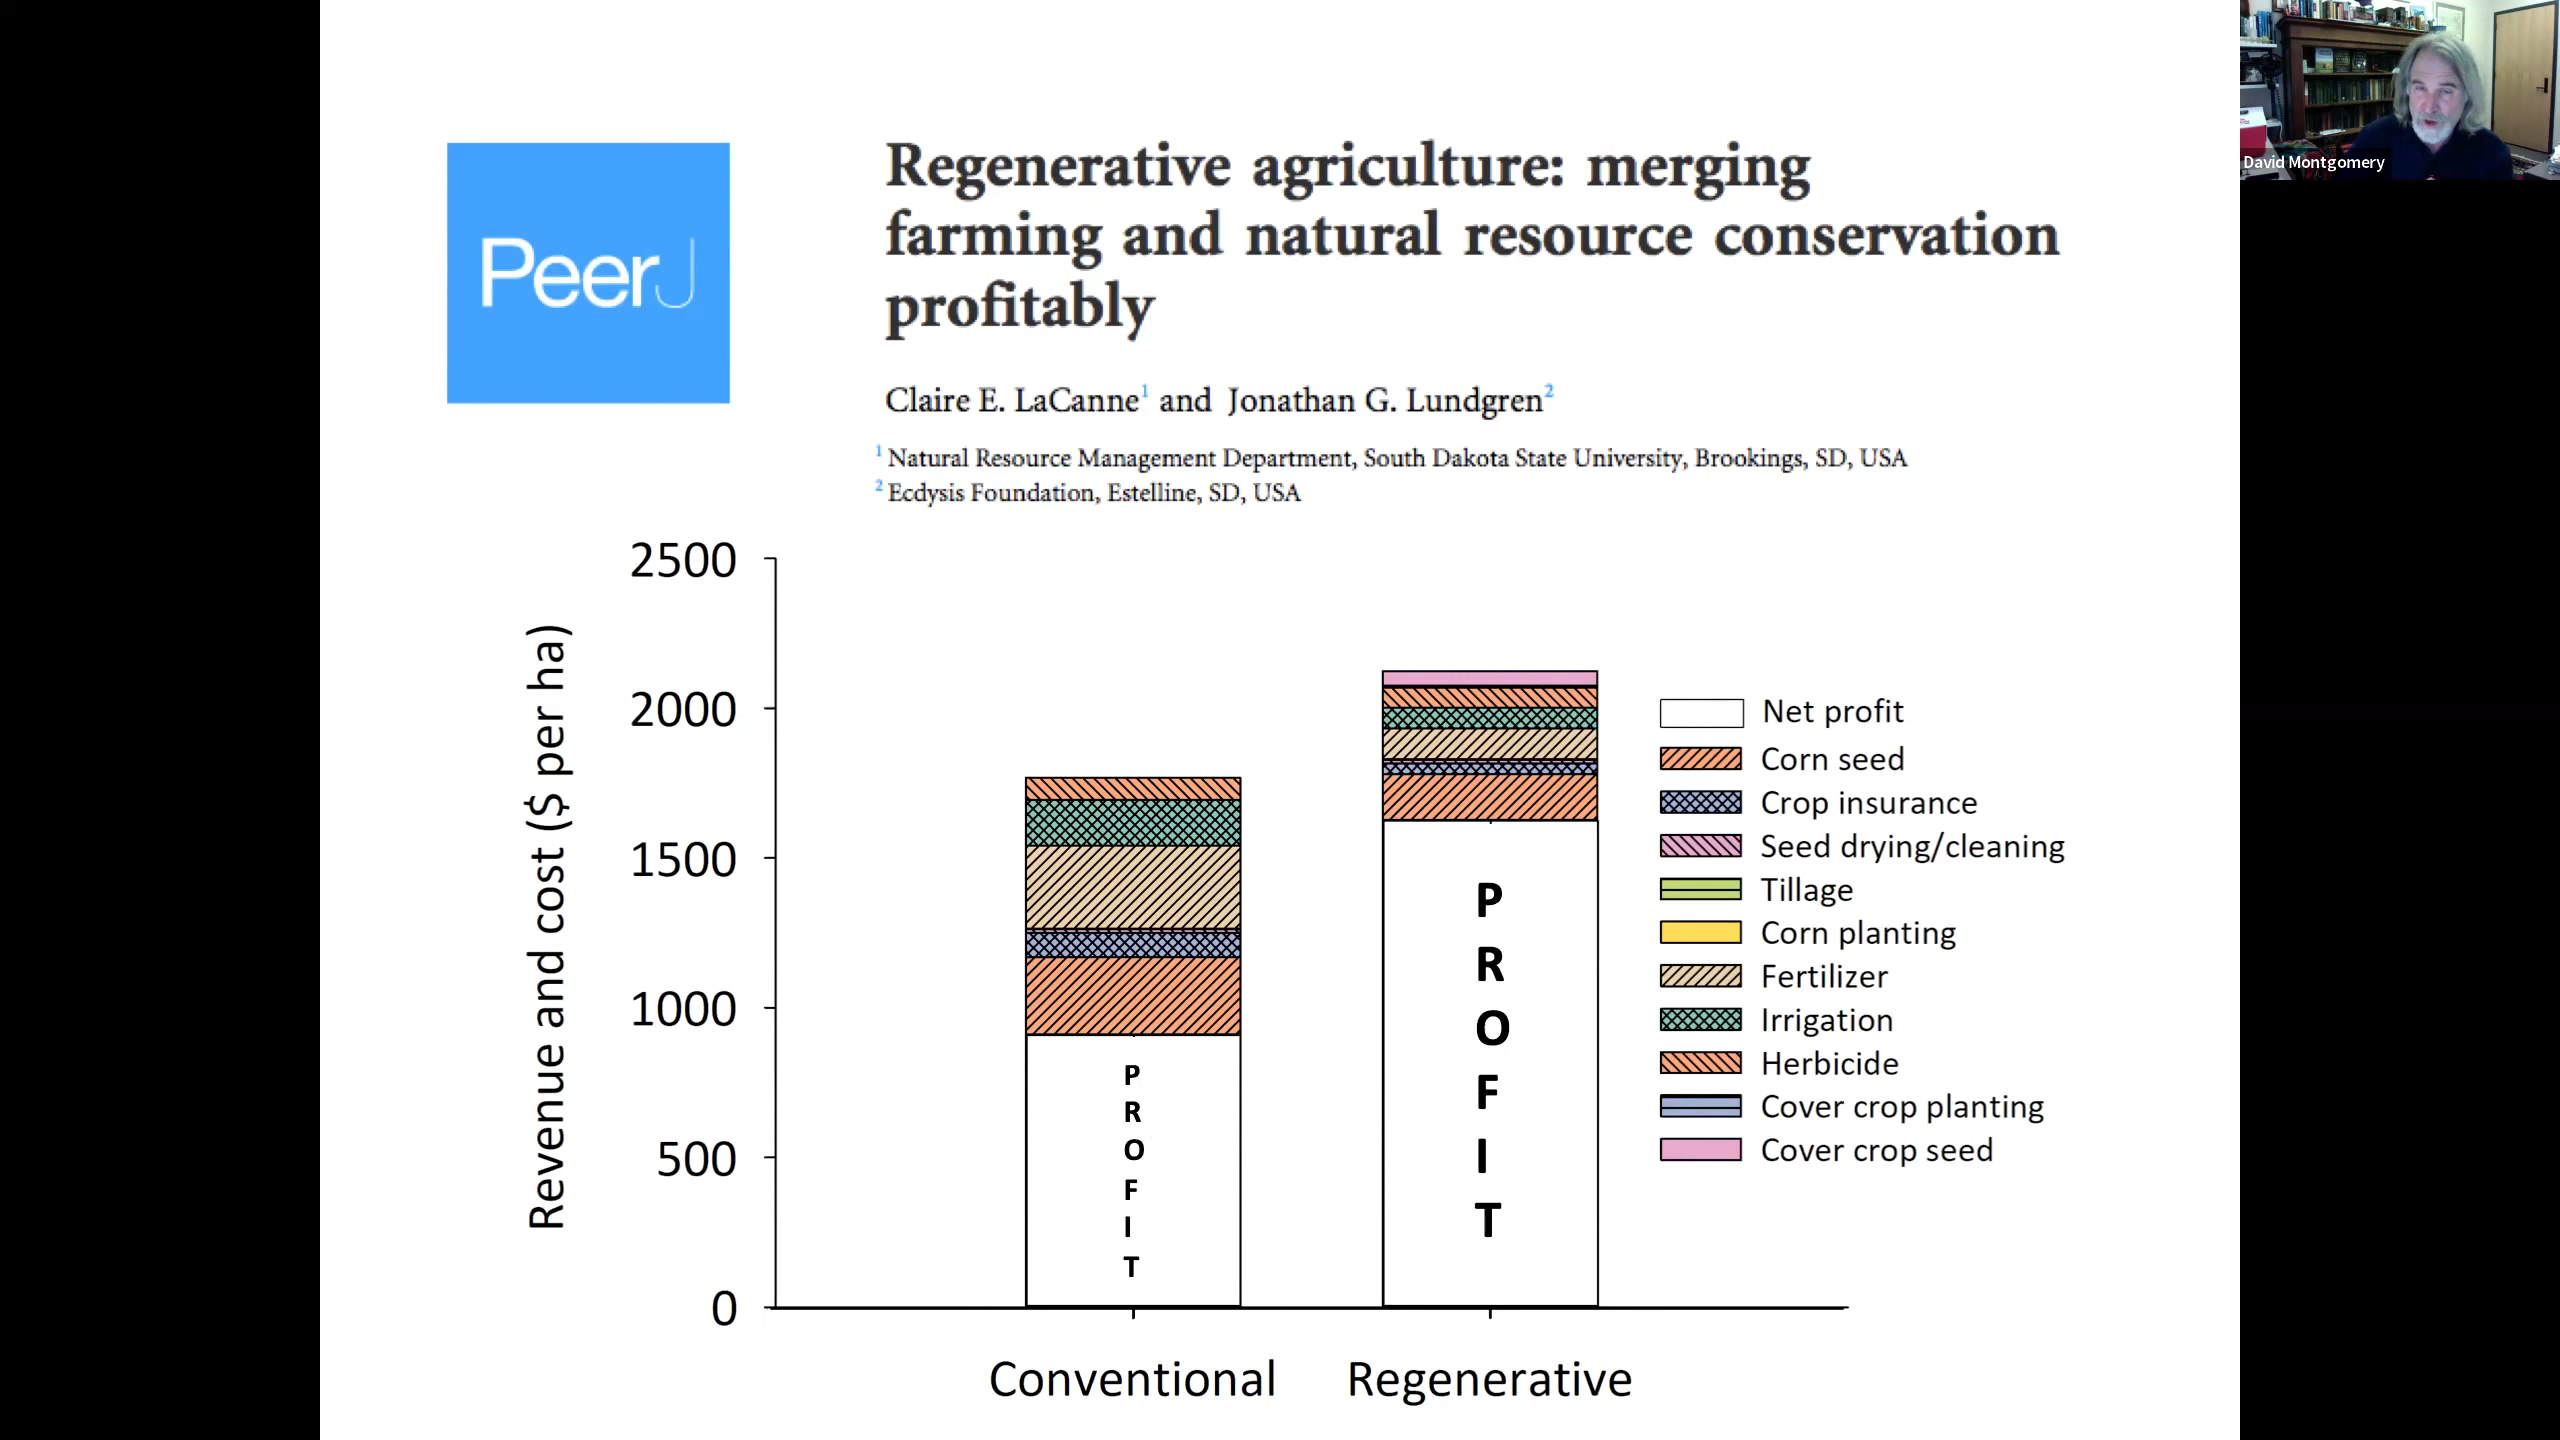 David Montgomery
PeerJ
Regenerative agriculture: merging
farming and natural resource conservation
profitably
Claire E. LaCanne1 and Jonathan G. Lundgren2
1 Natural Resource Management Department, South Dakota State University, Brookings, SD, USA
2 Ecdysis Foundation, Estelline, SD, USA
Revenue and cost ($ per ha)
2500
2000
1500
1000
500
0
PROFIT
PROFIT
Conventional
Regenerative
Net profit
Corn seed
Crop insurance
Seed drying/cleaning
Tillage
Corn planting
Fertilizer
Irrigation
Herbicide
Cover crop planting
Cover crop seed